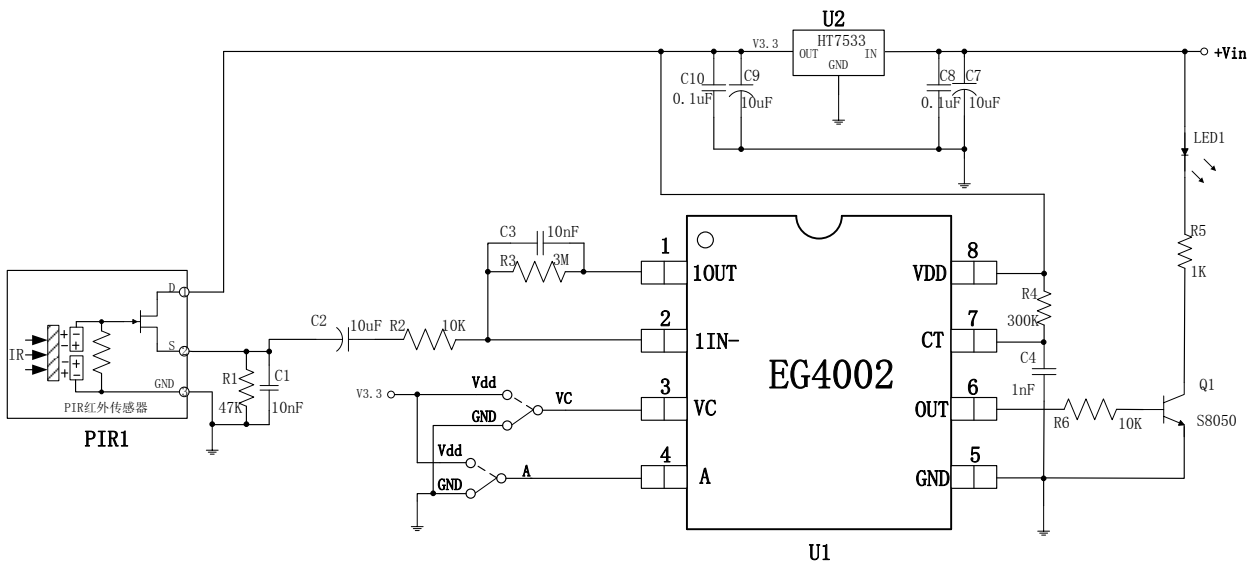 U2
HT7533
V3.3
OUT
IN
GND
+Vin
C10
0.1uF
C9
10uF
C8
0.1uF
C7
10uF
LED1
R5
1K
C3
10nF
R3
3M
1
1OUT
2
1IN-
3
VC
4
A
EG4002
8
VDD
7
CT
6
OUT
5
GND
U1
R4
300K
C4
1nF
R6
10K
Q1
S8050
D
1
S
2
GND
3
IR
+
-
-
+
-
+
+
-
PIR红外传感器
PIR1
R1
47K
C1
10nF
C2
10uF
R2
10K
V3.3
Vdd
GND
VC
Vdd
GND
A